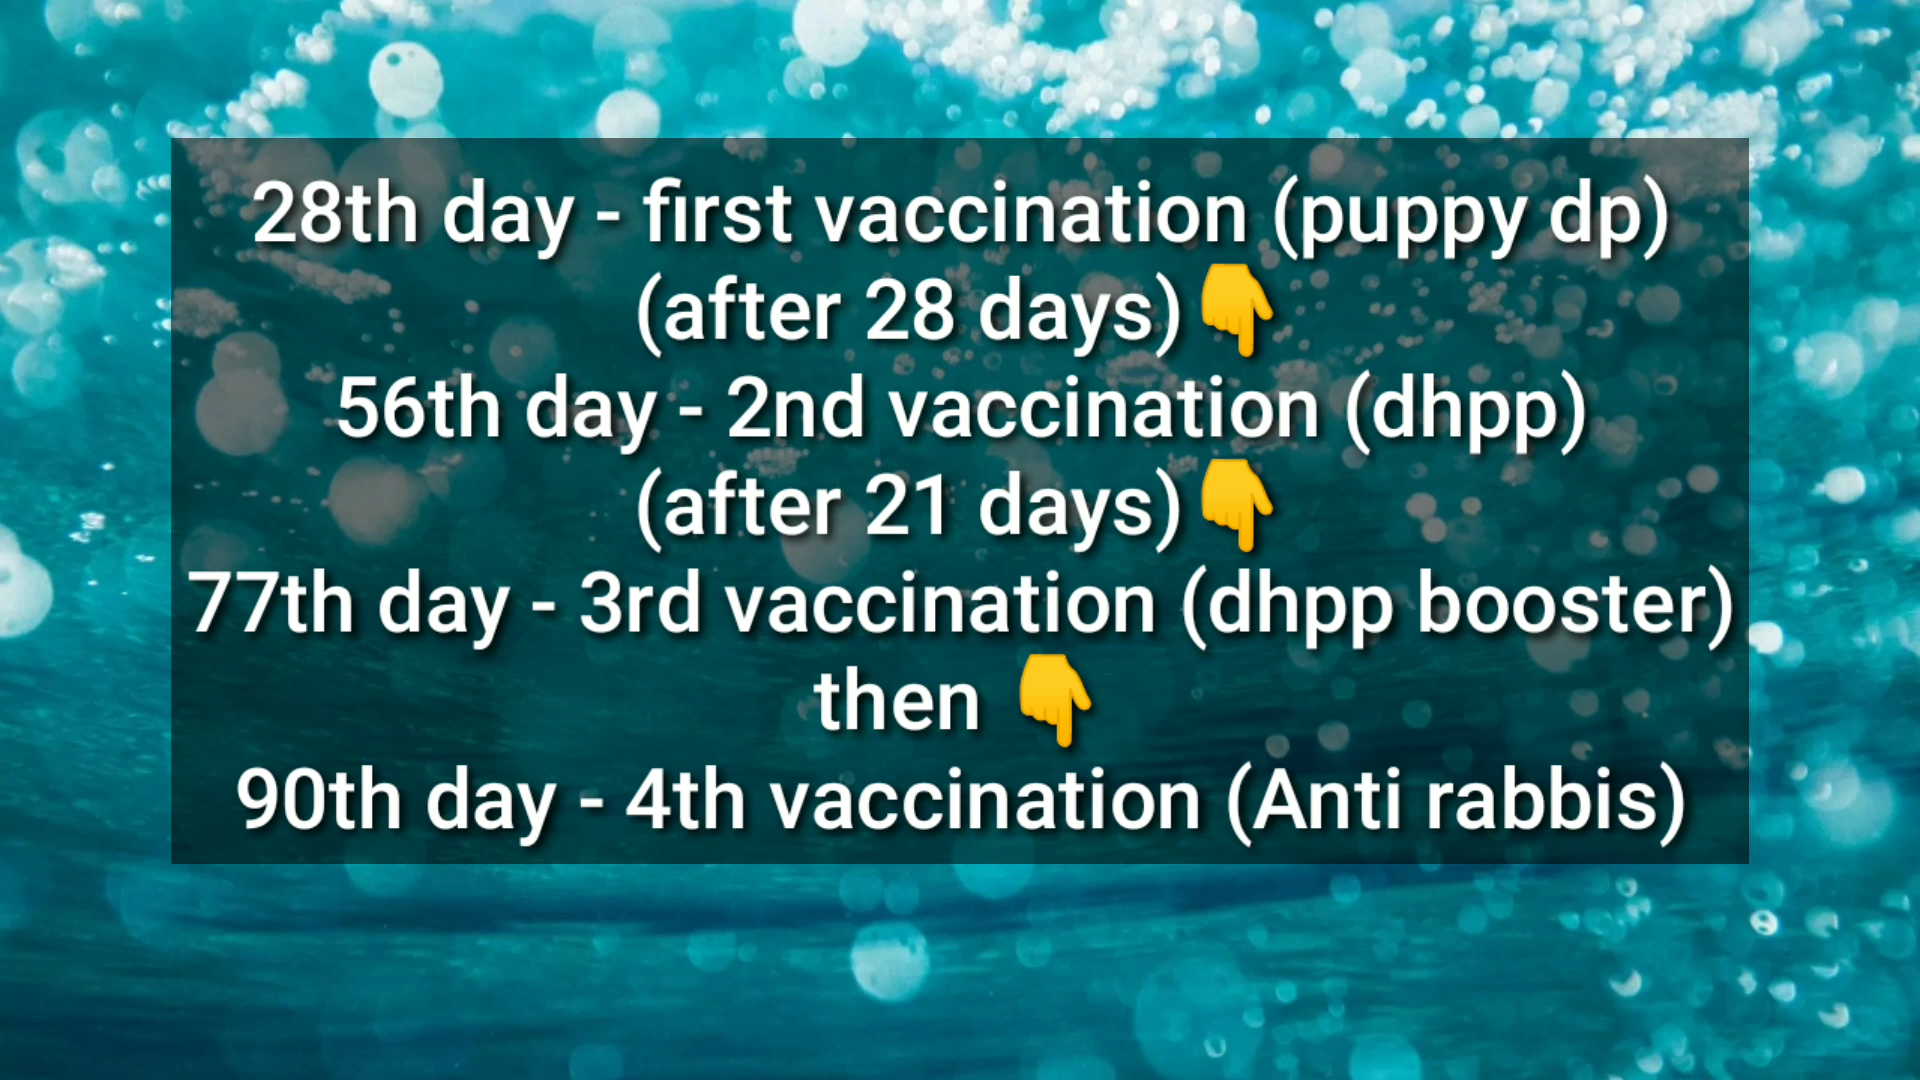 28th day - first vaccination (puppy dp)
(after 28 days)👇
56th day - 2nd vaccination (dhpp)
(after 21 days)👇
77th day - 3rd vaccination (dhpp booster)
then 👇
90th day - 4th vaccination (Anti rabbis)